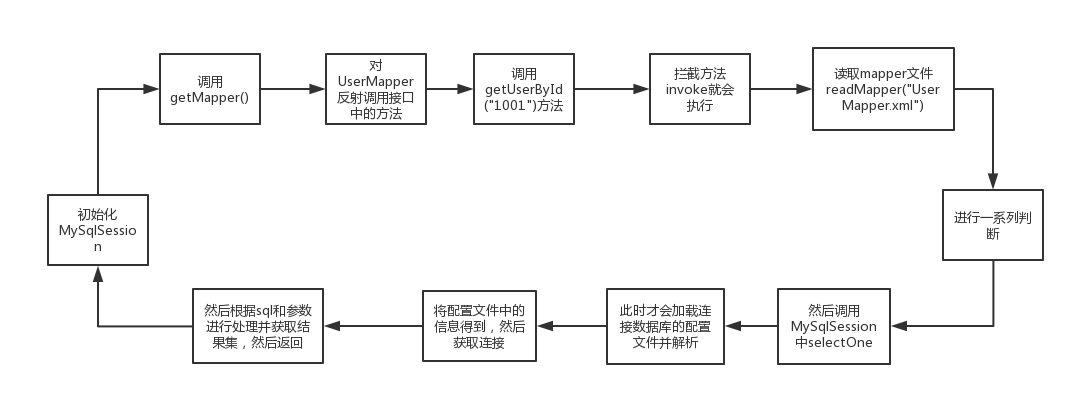 调用
getMapper()
对
UserMapper
反射调用接口
中的方法
调用
getUserById
("1001")方法
拦截方法
invoke就会
执行
读取mapper文件
readMapper("User
Mapper.xml")
进行一系列判
断
然后调用
MySqlSession
中selectOne
此时才会加载连
接数据库的配置
文件并解析
将配置文件中的
信息得到，然后
获取连接
然后根据sql和参数
进行处理并获取结
果集，然后返回
初始化
MySqlSessio
n